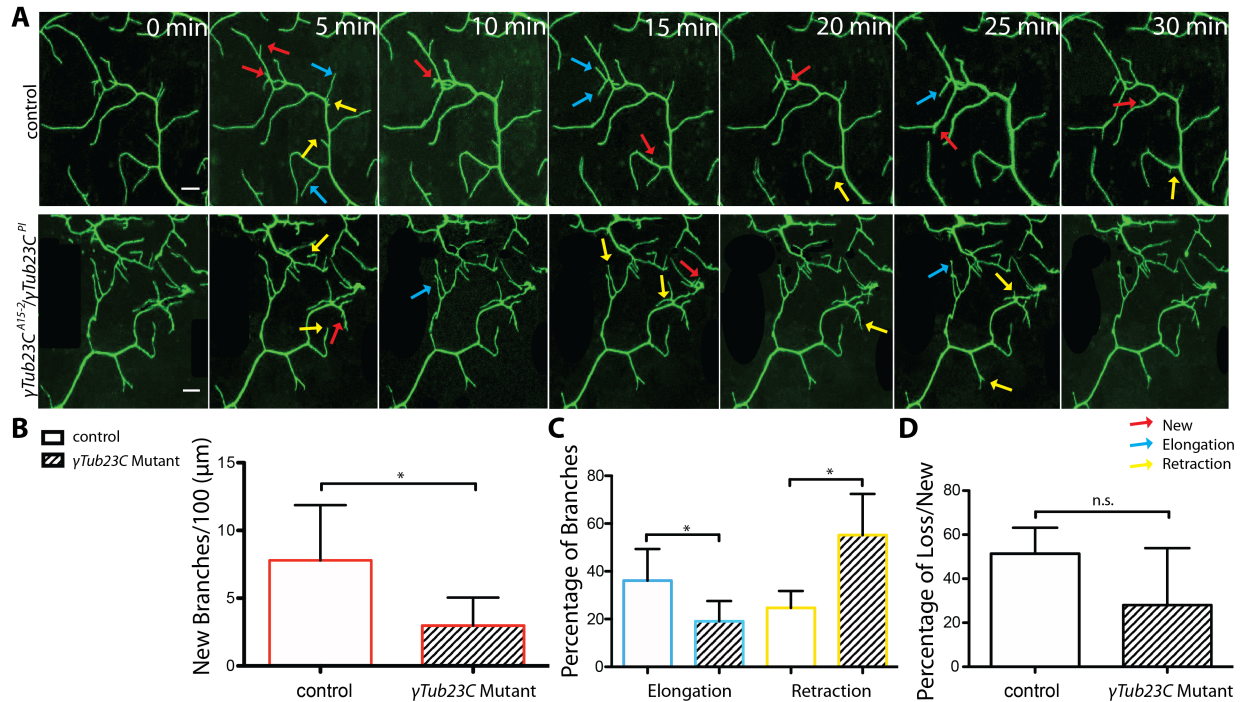 A
0 min
5 min
10 min
15 min
20 min
25 min
30 min
control
γTub23C^A15-2/γTub23C^PI
B
control
γTub23C Mutant
New Branches/100 (μm)
15
10
5
0
*
control
γTub23C Mutant
C
Percentage of Branches
80
60
40
20
0
*
*
Elongation
Retraction
New
Elongation
Retraction
D
Percentage of Loss/New
80
60
40
20
0
n.s.
control
γTub23C Mutant